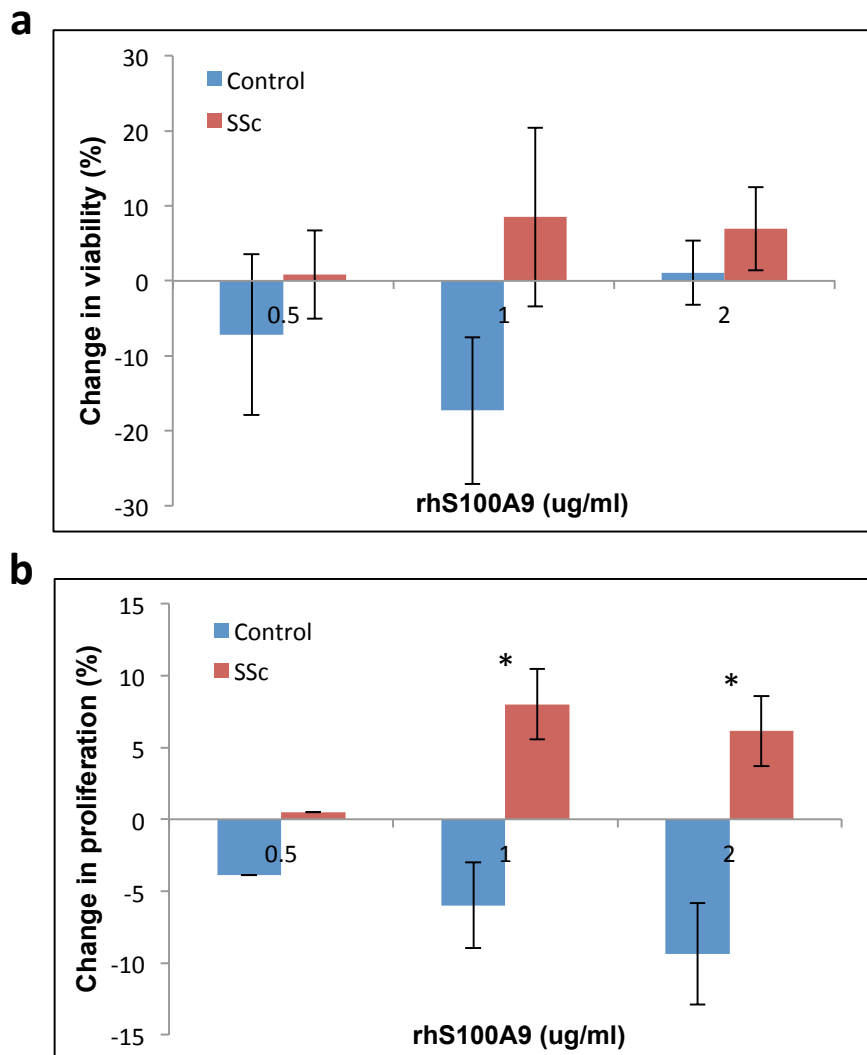 a
30
20
10
0
-10
-20
-30
Change in viability (%)
Control
SSc
0.5
1
2
rhS100A9 (ug/ml)
b
15
10
5
0
-5
-10
-15
Change in proliferation (%)
Control
SSc
*
*
0.5
1
2
rhS100A9 (ug/ml)